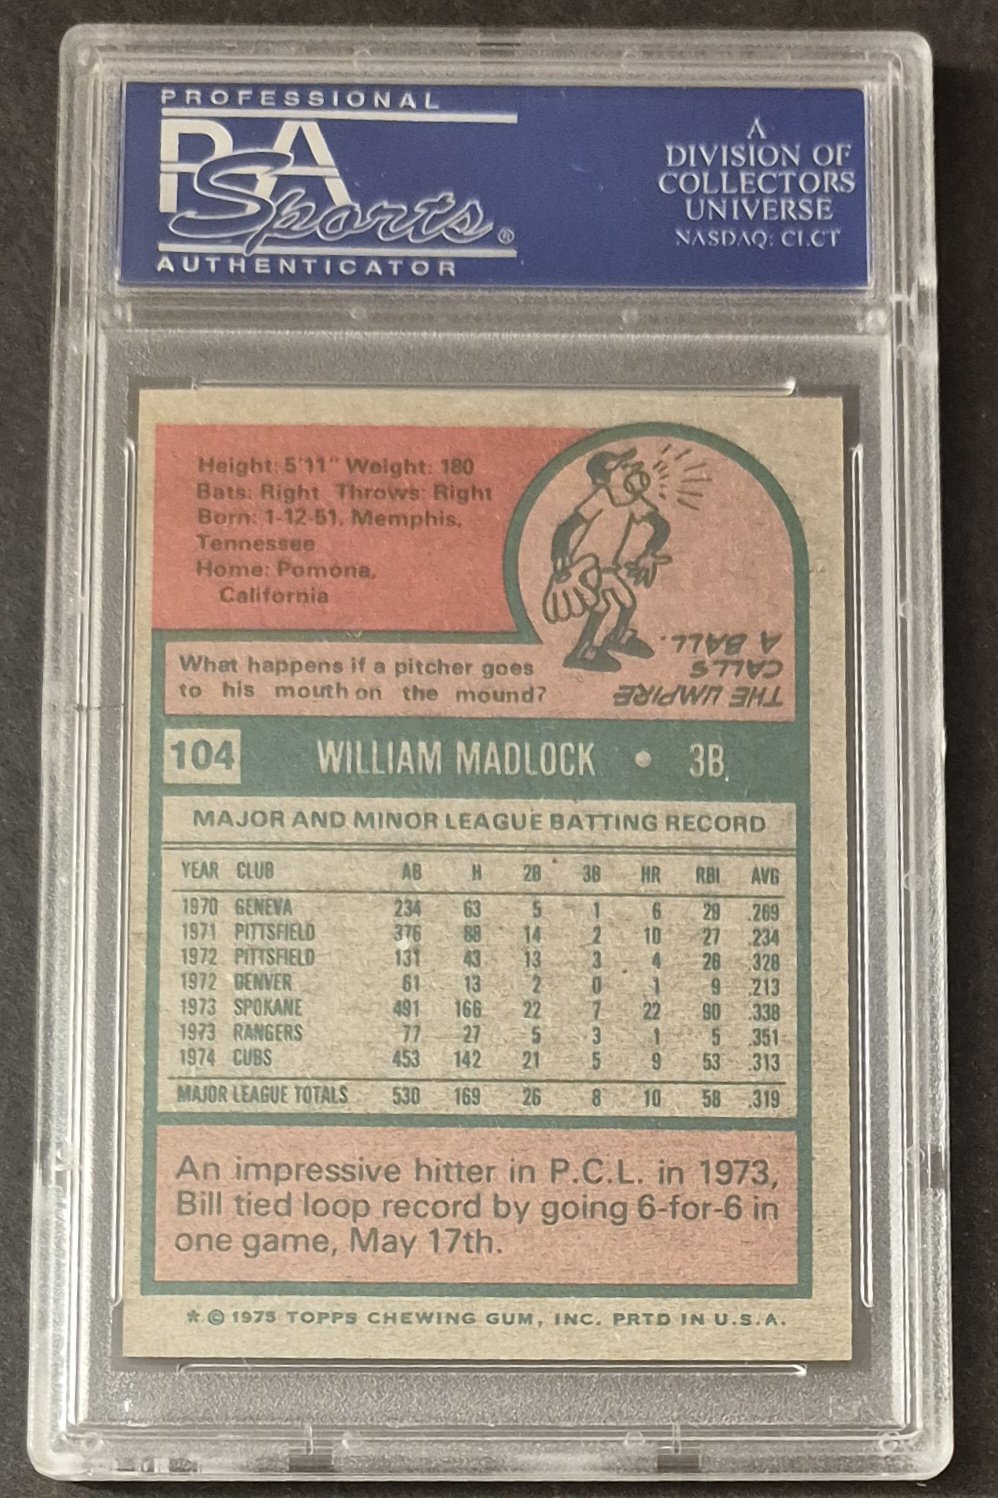 PROFESSIONAL
PSA
Sports®
AUTHENTICATOR
A
DIVISION OF
COLLECTORS
UNIVERSE
NASDAQ: CLCT
Height: 5'11" Weight: 180
Bats: Right Throws: Right
Born: 1-12-51, Memphis,
Tennessee
Home: Pomona,
California
What happens if a pitcher goes
to his mouth on the mound?
THE UMPIRE
CALLS
A BALL.
104 WILLIAM MADLOCK • 3B
MAJOR AND MINOR LEAGUE BATTING RECORD
YEAR CLUB AB H 2B 3B HR RBI AVG
1970 GENEVA 234 63 5 1 6 29 .269
1971 PITTSFIELD 376 88 14 2 10 27 .234
1972 PITTSFIELD 131 43 13 3 4 26 .328
1972 DENVER 61 13 2 0 1 9 .213
1973 SPOKANE 491 166 22 7 22 90 .338
1973 RANGERS 77 27 5 3 1 5 .351
1974 CUBS 453 142 21 5 9 53 .313
MAJOR LEAGUE TOTALS 530 169 26 8 10 58 .319
An impressive hitter in P.C.L. in 1973,
Bill tied loop record by going 6-for-6 in
one game, May 17th.
* © 1975 TOPPS CHEWING GUM, INC. PRTD IN U.S.A.